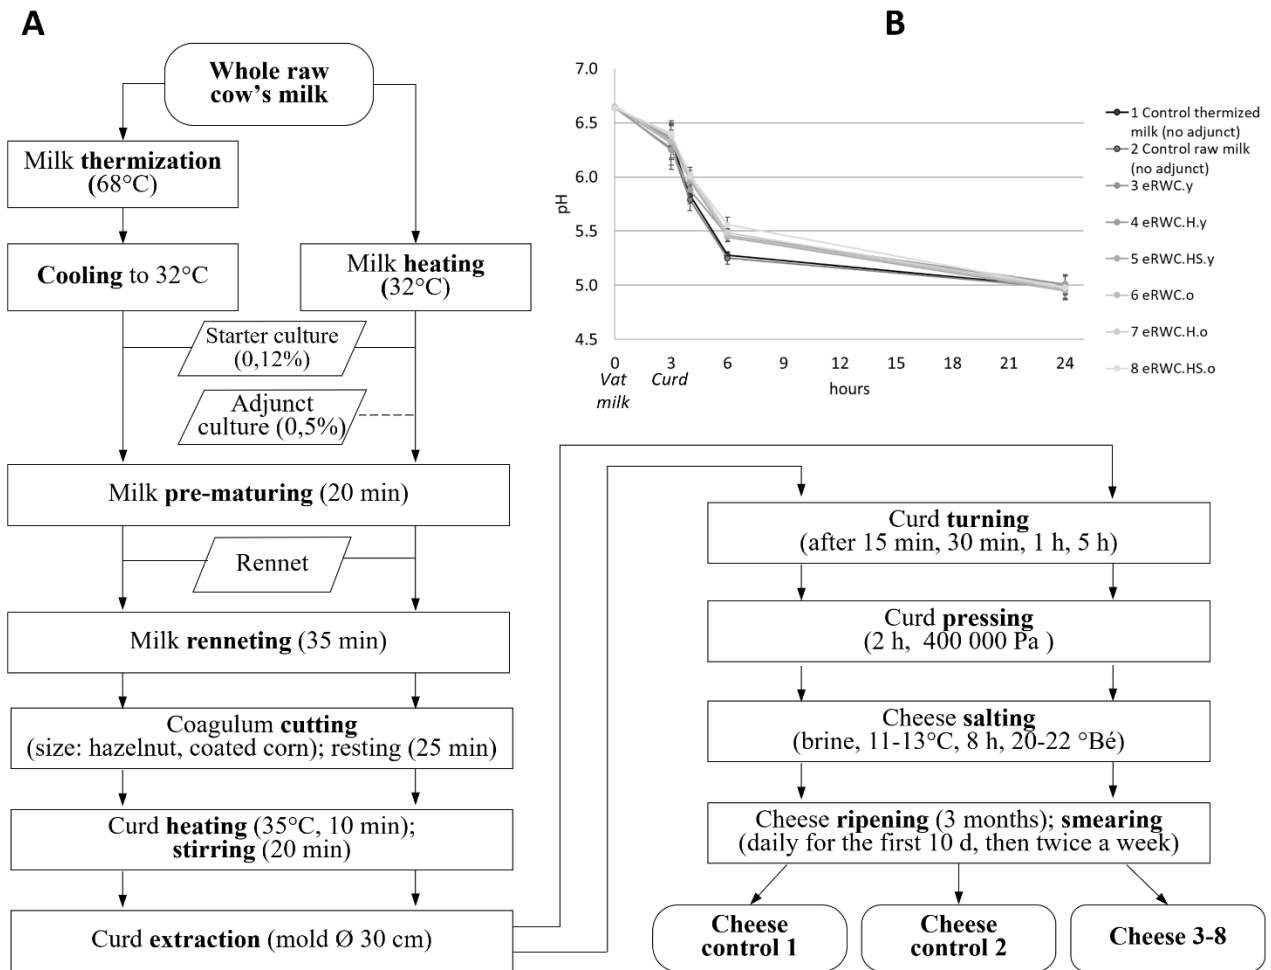 A
Whole raw
cow's milk
Milk thermization
(68°C)
Cooling to 32°C
Milk heating
(32°C)
Starter culture
(0,12%)
Adjunct
culture (0,5%)
Milk pre-maturing (20 min)
Rennet
Milk renneting (35 min)
Coagulum cutting
(size: hazelnut, coated corn); resting (25 min)
Curd heating (35°C, 10 min);
stirring (20 min)
Curd extraction (mold Ø 30 cm)
Curd turning
(after 15 min, 30 min, 1 h, 5 h)
Curd pressing
(2 h, 400 000 Pa )
Cheese salting
(brine, 11-13°C, 8 h, 20-22 °Bé)
Cheese ripening (3 months); smearing
(daily for the first 10 d, then twice a week)
Cheese
control 1
Cheese
control 2
Cheese 3-8
B
7.0
6.5
6.0
5.5
5.0
4.5
pH
0 3 6 9 12 15 18 21 24
Vat
milk
Curd
hours
1 Control thermized
milk (no adjunct)
2 Control raw milk
(no adjunct)
3 eRWC.y
4 eRWC.H.y
5 eRWC.HS.y
6 eRWC.o
7 eRWC.H.o
8 eRWC.HS.o